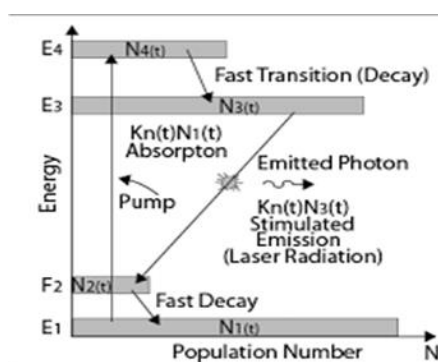 E4
N4(t)
Fast Transition (Decay)
E3
N3(t)
Kn(t)N1(t)
Absorpton
Emitted Photon
Pump
Kn(t)N3(t)
Stimulated
Emission
(Laser Radiation)
Energy
F2
N2(t)
Fast Decay
E1
N1(t)
Population Number
N